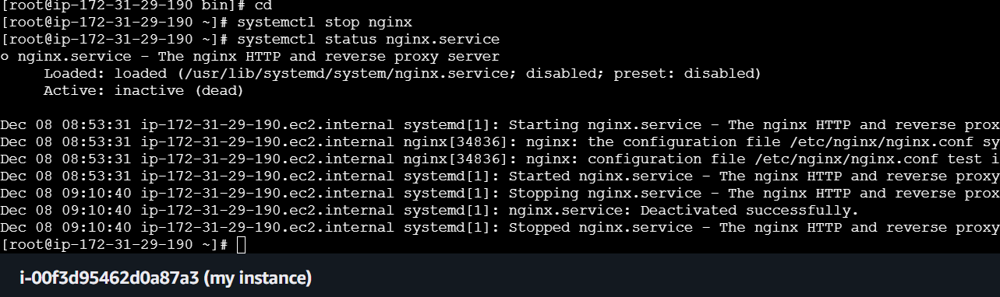 [root@ip-172-31-29-190 bin]# cd
[root@ip-172-31-29-190 ~]# systemctl stop nginx
[root@ip-172-31-29-190 ~]# systemctl status nginx.service
○ nginx.service - The nginx HTTP and reverse proxy server
     Loaded: loaded (/usr/lib/systemd/system/nginx.service; disabled; preset: disabled)
     Active: inactive (dead)

Dec 08 08:53:31 ip-172-31-29-190.ec2.internal systemd[1]: Starting nginx.service - The nginx HTTP and reverse prox
Dec 08 08:53:31 ip-172-31-29-190.ec2.internal nginx[34836]: nginx: the configuration file /etc/nginx/nginx.conf sy
Dec 08 08:53:31 ip-172-31-29-190.ec2.internal nginx[34836]: nginx: configuration file /etc/nginx/nginx.conf test i
Dec 08 08:53:31 ip-172-31-29-190.ec2.internal systemd[1]: Started nginx.service - The nginx HTTP and reverse proxy
Dec 08 09:10:40 ip-172-31-29-190.ec2.internal systemd[1]: Stopping nginx.service - The nginx HTTP and reverse prox
Dec 08 09:10:40 ip-172-31-29-190.ec2.internal systemd[1]: nginx.service: Deactivated successfully.
Dec 08 09:10:40 ip-172-31-29-190.ec2.internal systemd[1]: Stopped nginx.service - The nginx HTTP and reverse proxy
[root@ip-172-31-29-190 ~]#
i-00f3d95462d0a87a3 (my instance)